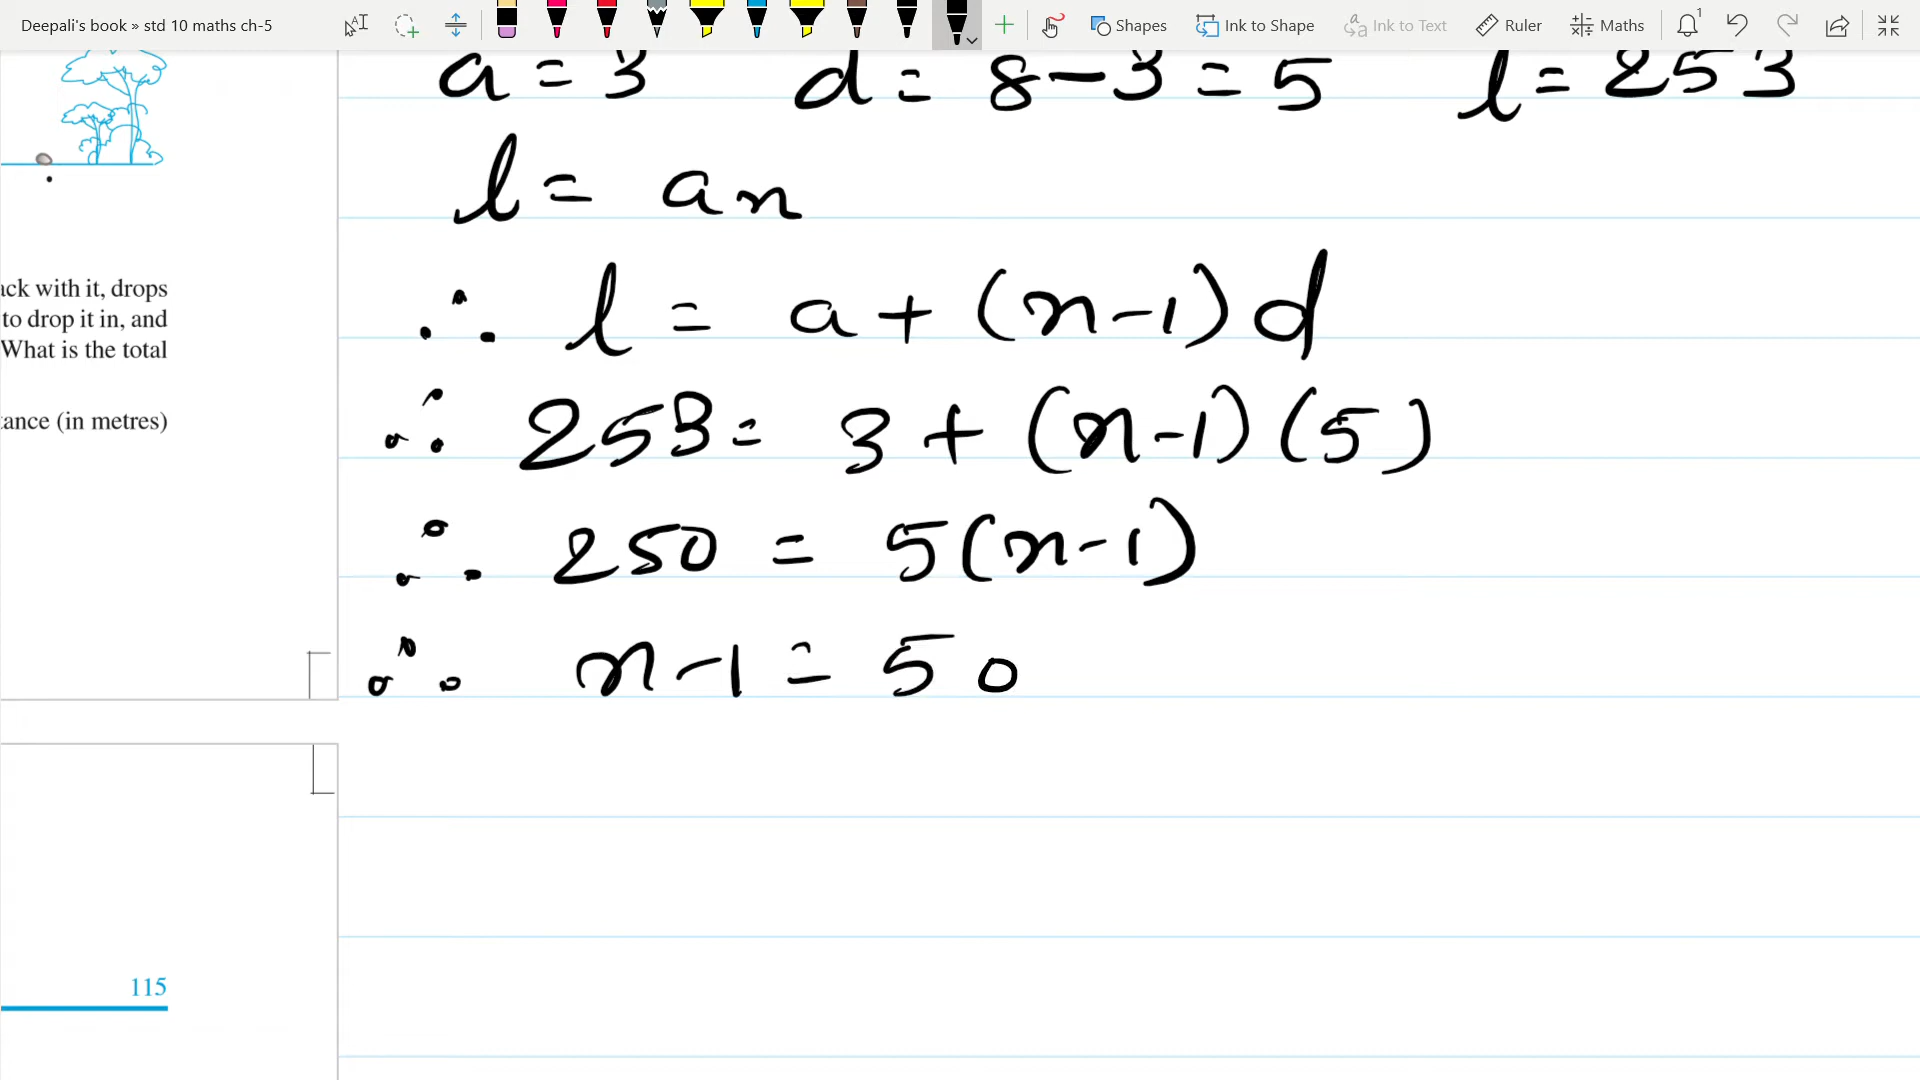 Deepali's book » std 10 maths ch-5
Shapes
Ink to Shape
Ink to Text
Ruler
Maths
1
a = 3 d = 8 - 3 = 5 l = 253
l = an
∴ l = a + (n-1) d
∴ 253 = 3 + (n-1) (5)
∴ 250 = 5(n-1)
∴ n-1 = 50
ack with it, drops
to drop it in, and
What is the total
tance (in metres)
115